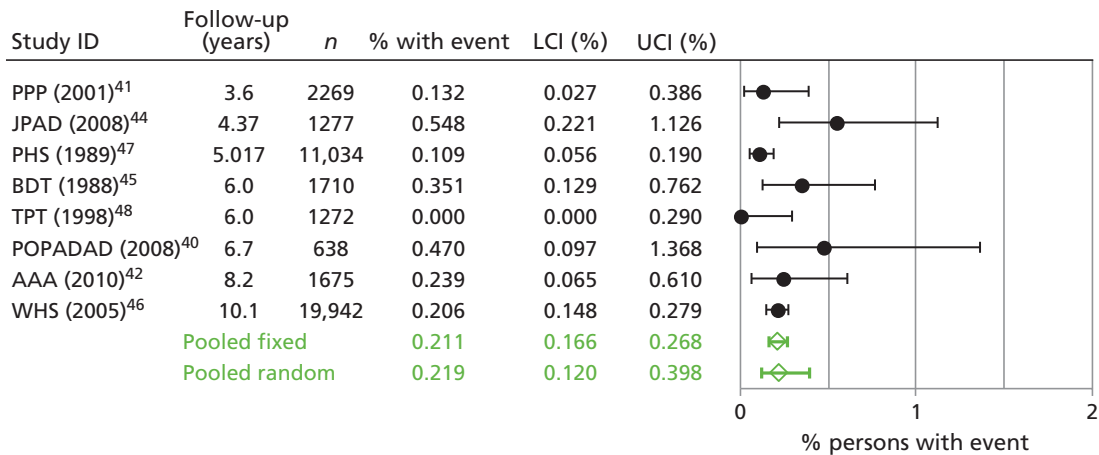 Study ID Follow-up (years) n % with event LCI (%) UCI (%)
PPP (2001)41 3.6 2269 0.132 0.027 0.386
JPAD (2008)44 4.37 1277 0.548 0.221 1.126
PHS (1989)47 5.017 11,034 0.109 0.056 0.190
BDT (1988)45 6.0 1710 0.351 0.129 0.762
TPT (1998)48 6.0 1272 0.000 0.000 0.290
POPADAD (2008)40 6.7 638 0.470 0.097 1.368
AAA (2010)42 8.2 1675 0.239 0.065 0.610
WHS (2005)46 10.1 19,942 0.206 0.148 0.279
Pooled fixed 0.211 0.166 0.268
Pooled random 0.219 0.120 0.398
0 1 2
% persons with event